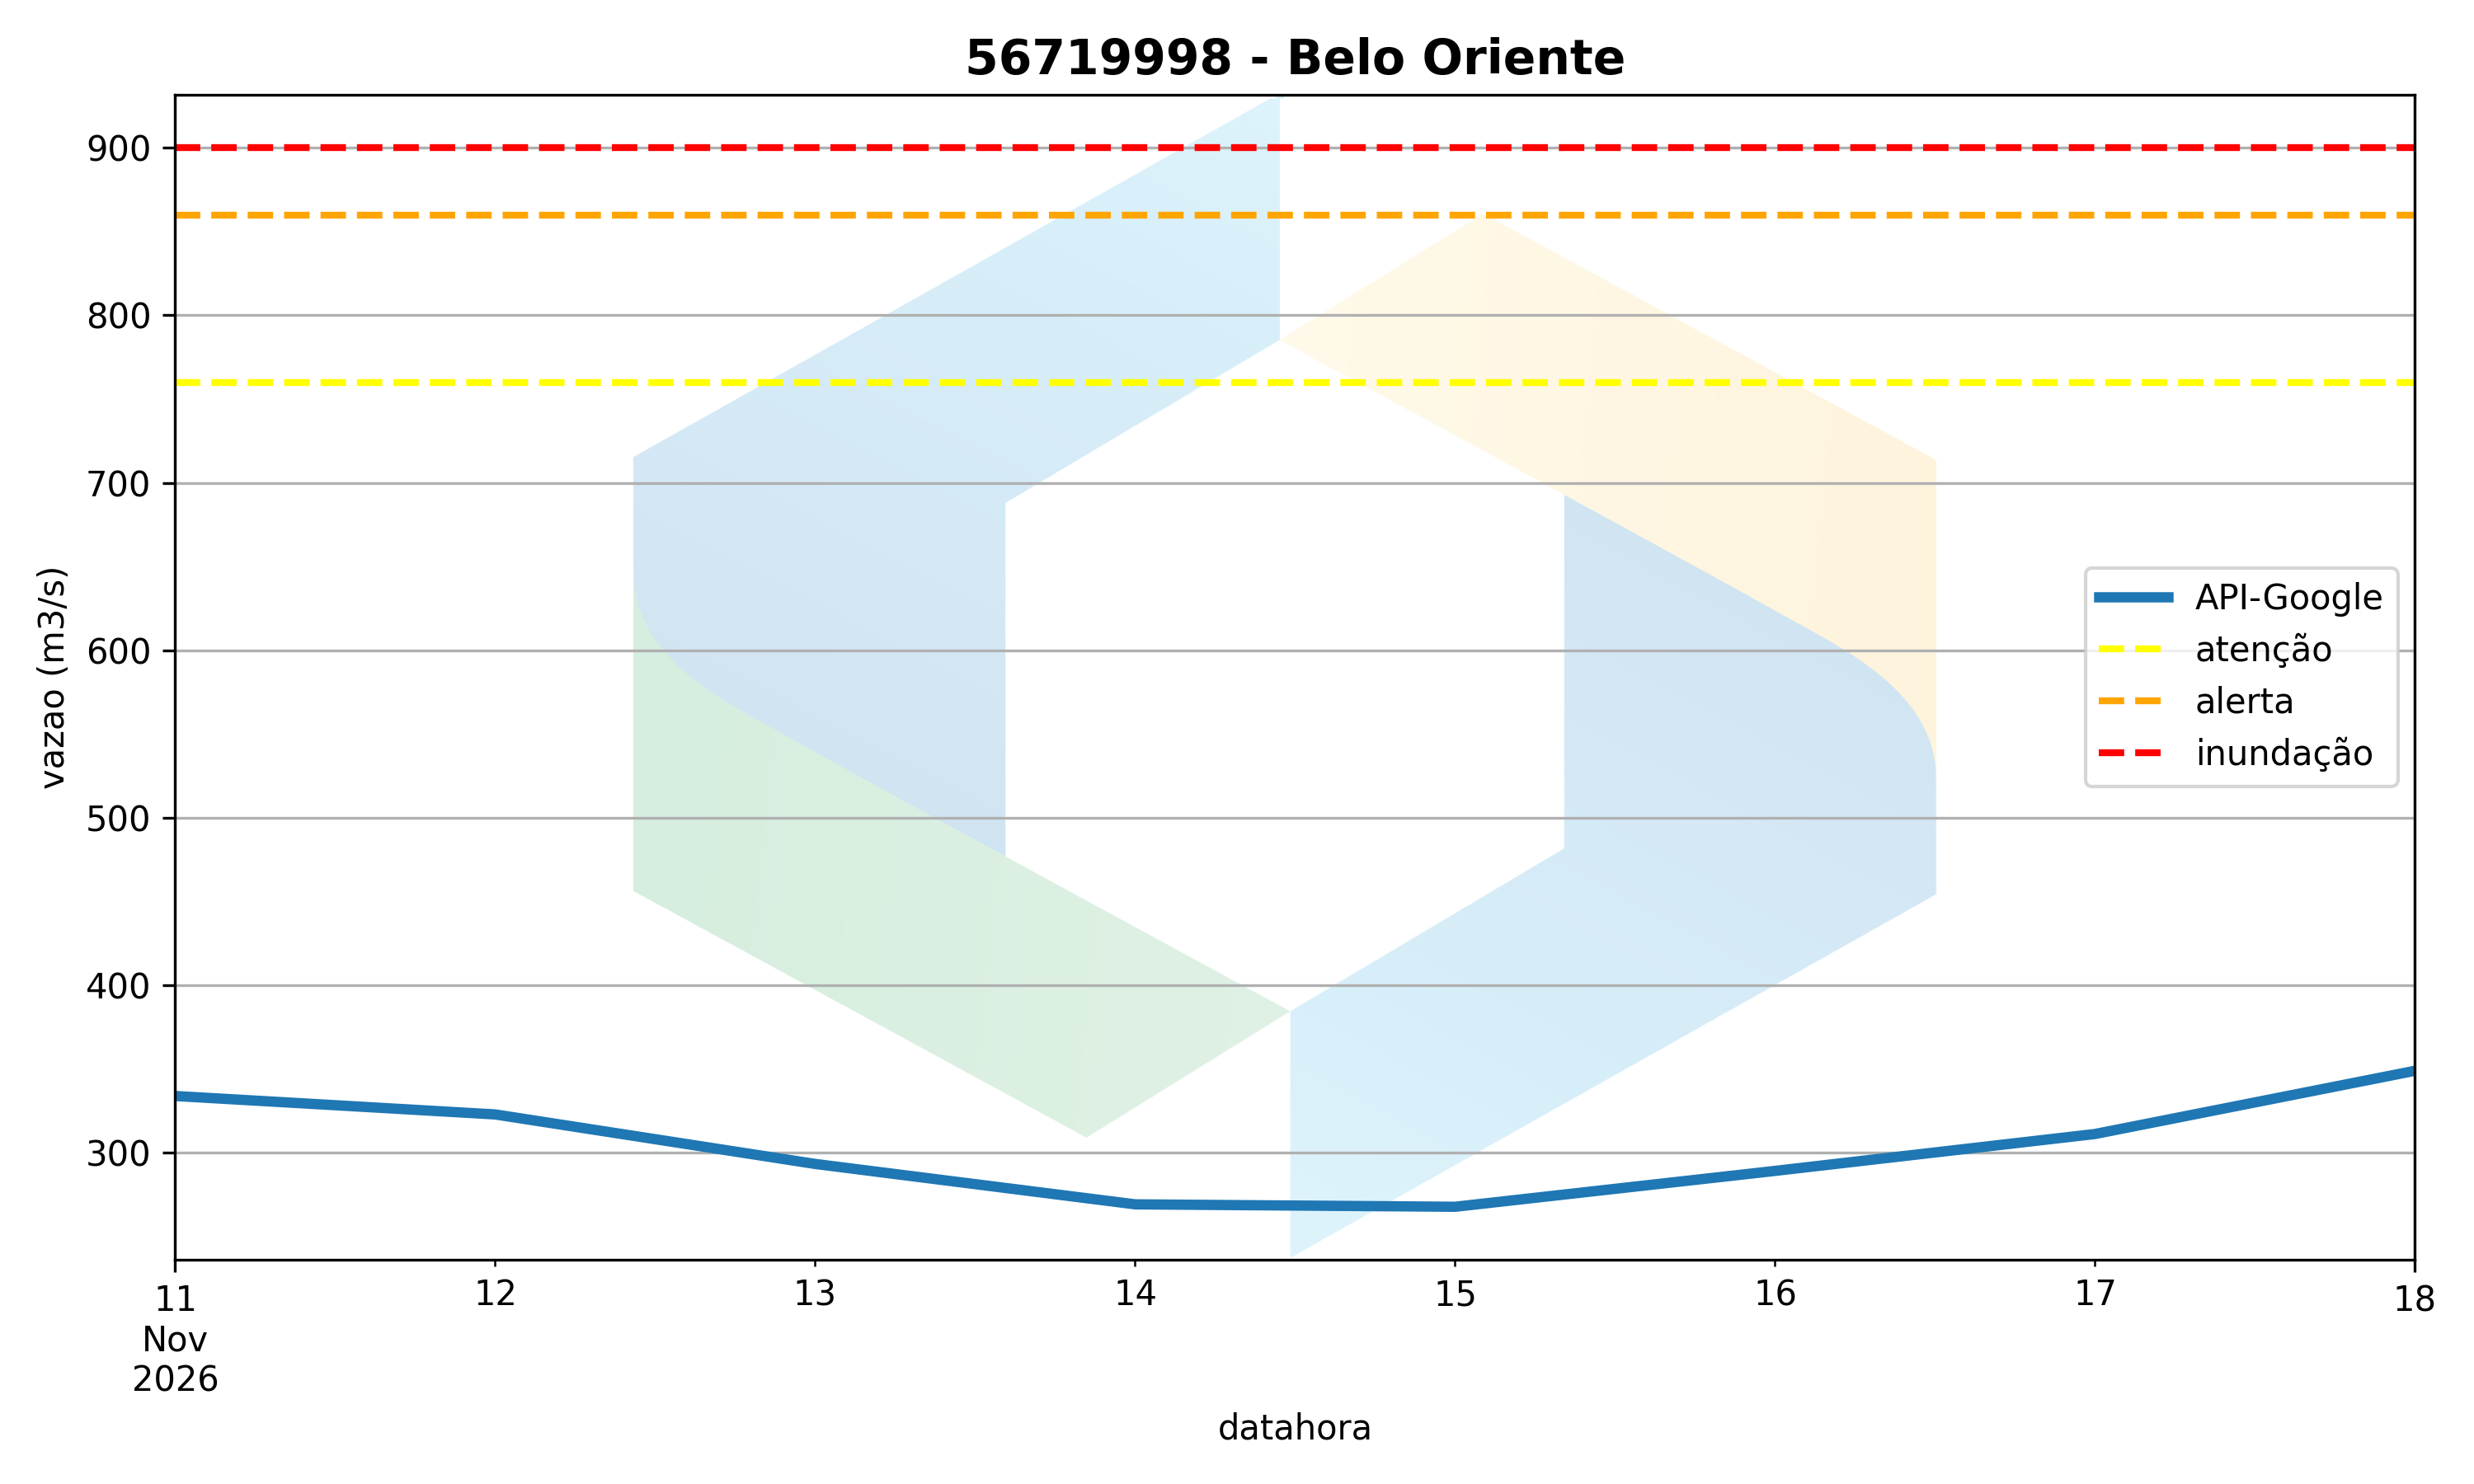 56719998 - Belo Oriente
vazao (m3/s)
900
800
700
600
500
400
300
API-Google
atenção
alerta
inundação
11 12 13 14 15 16 17 18
Nov
2026
datahora